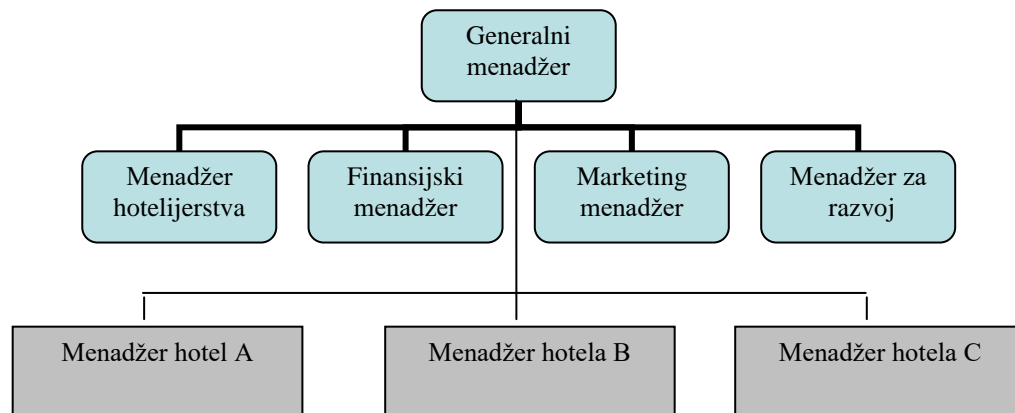 Generalni
menadžer
Menadžer
hotelijerstva
Finansijski
menadžer
Marketing
menadžer
Menadžer za
razvoj
Menadžer hotel A
Menadžer hotela B
Menadžer hotela C